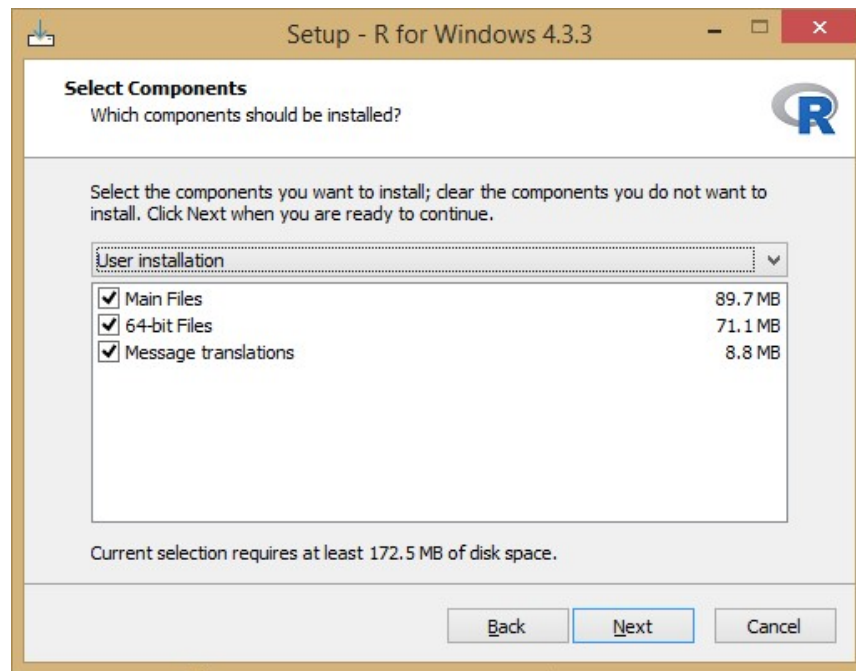 Setup - R for Windows 4.3.3
Select Components
Which components should be installed?
R
Select the components you want to install; clear the components you do not want to
install. Click Next when you are ready to continue.
User installation
Main Files 89.7 MB
64-bit Files 71.1 MB
Message translations 8.8 MB
Current selection requires at least 172.5 MB of disk space.
Back Next Cancel